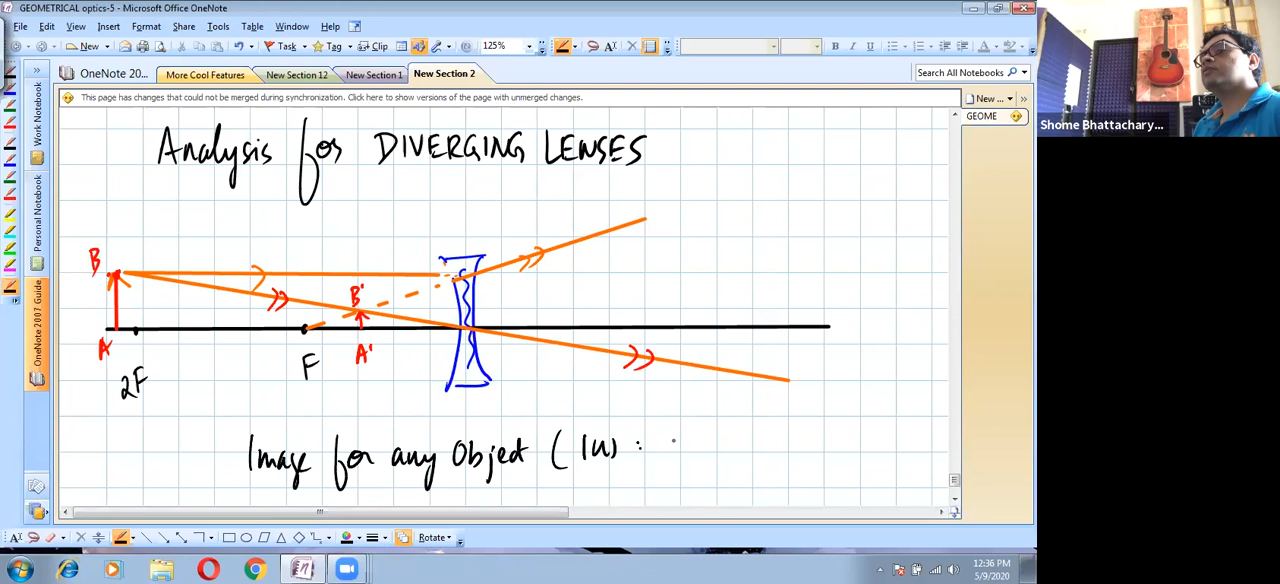 GEOMETRICAL optics-5 - Microsoft Office OneNote
File Edit View Insert Format Share Tools Table Window Help
New Task Tag Clip 125% A B I U A
OneNote 20... More Cool Features New Section 12 New Section 1 New Section 2 Search All Notebooks
This page has changes that could not be merged during synchronization. Click here to show versions of the page with unmerged changes.
New ...
GEOME
Shome Bhattachary...
Work Notebook
Personal Notebook
OneNote 2007 Guide
Analysis for DIVERGING LENSES
B
B'
A
A'
2F
F
Image for any Object ( |u) :
Rotate
12:36 PM
5/9/2020